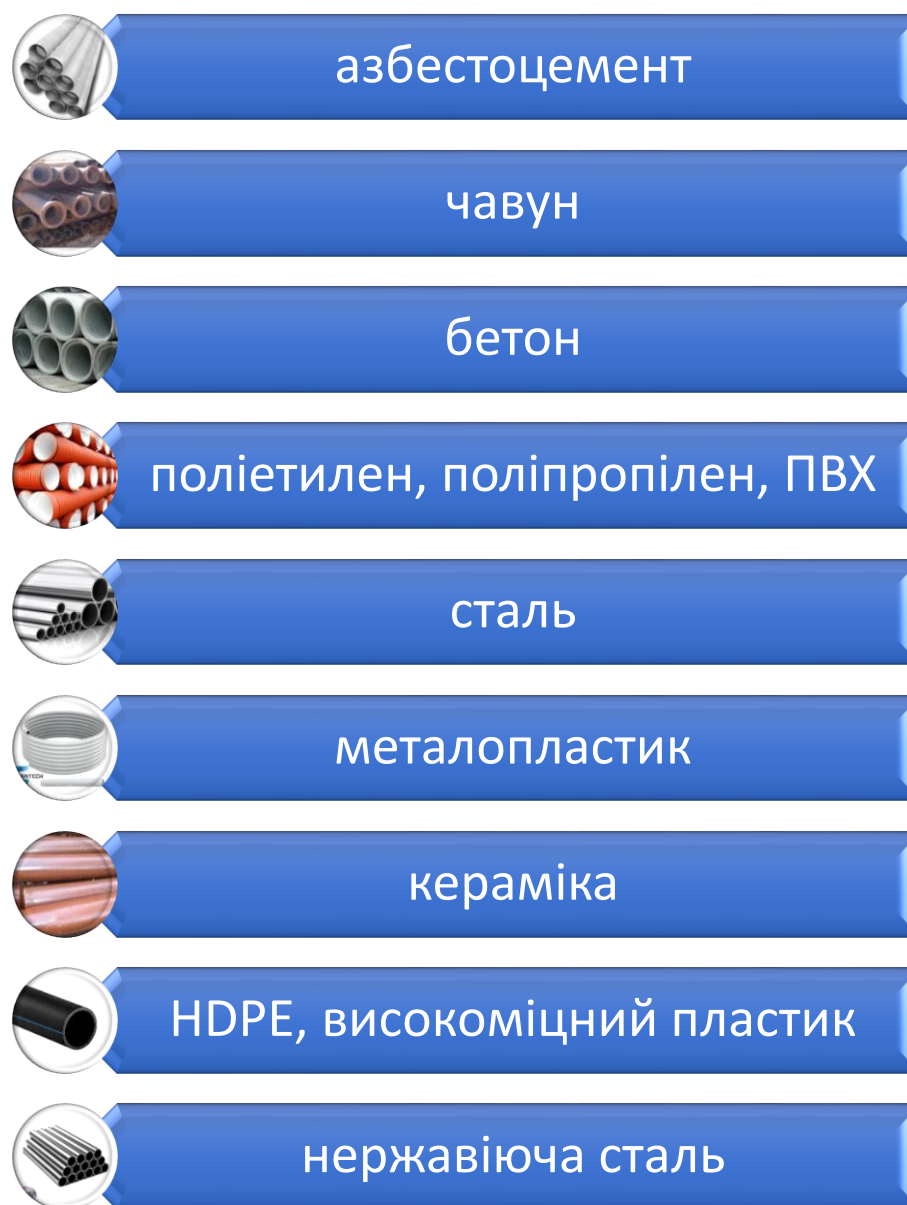 азбестоцемент
чавун
бетон
поліетилен, поліпропілен, ПВХ
сталь
металопластик
кераміка
HDPE, високоміцний пластик
нержавіюча сталь